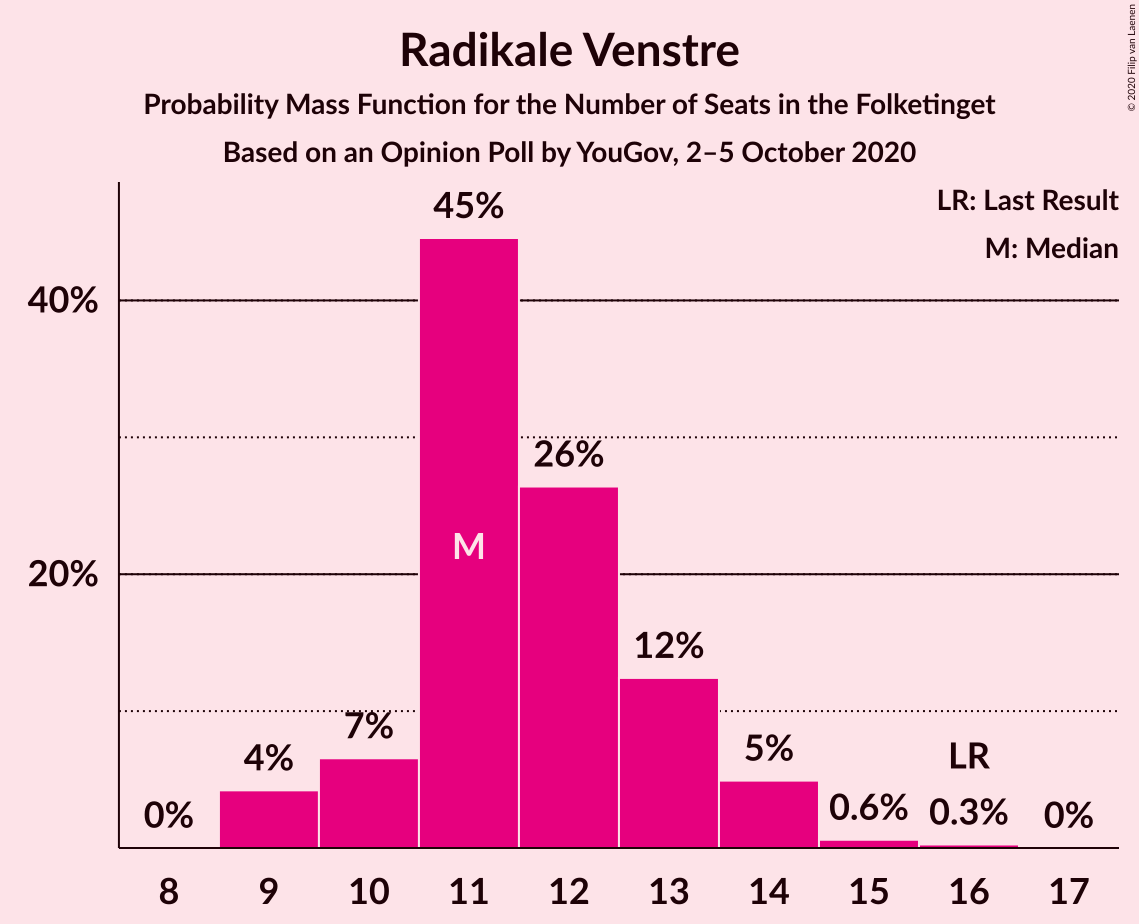 Radikale Venstre
Probability Mass Function for the Number of Seats in the Folketinget
Based on an Opinion Poll by YouGov, 2–5 October 2020
© 2020 Filip van Laenen
LR: Last Result
M: Median
40%
20%
0%
4%
7%
45%
M
26%
12%
5%
0.6%
LR
0.3%
0%
8 9 10 11 12 13 14 15 16 17